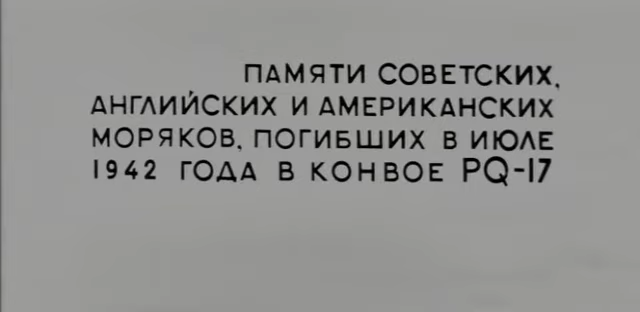 ПАМЯТИ СОВЕТСКИХ,
АНГЛИЙСКИХ И АМЕРИКАНСКИХ
МОРЯКОВ, ПОГИБШИХ В ИЮЛЕ
1942 ГОДА В КОНВОЕ PQ-17